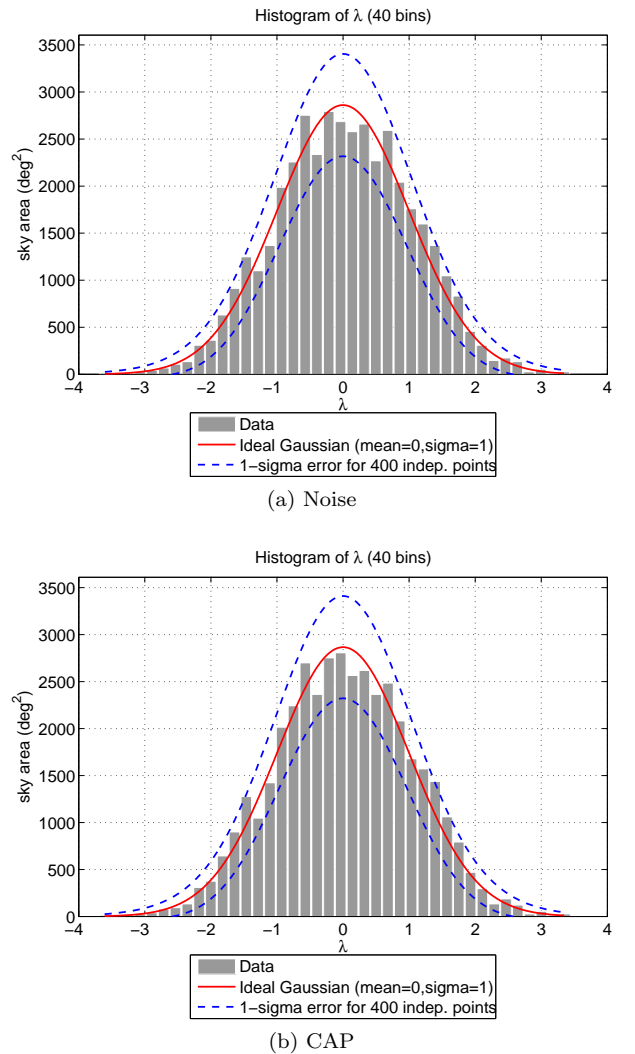 Histogram of λ (40 bins)
3500
3000
2500
2000
1500
1000
500
0
sky area (deg²)
−4 −3 −2 −1 0 1 2 3 4
λ
Data
Ideal Gaussian (mean=0,sigma=1)
1−sigma error for 400 indep. points
(a) Noise
Histogram of λ (40 bins)
3500
3000
2500
2000
1500
1000
500
0
sky area (deg²)
−4 −3 −2 −1 0 1 2 3 4
λ
Data
Ideal Gaussian (mean=0,sigma=1)
1−sigma error for 400 indep. points
(b) CAP